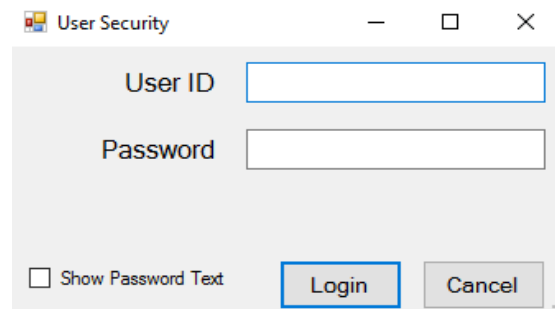 User Security
User ID
Password
Show Password Text
Login
Cancel